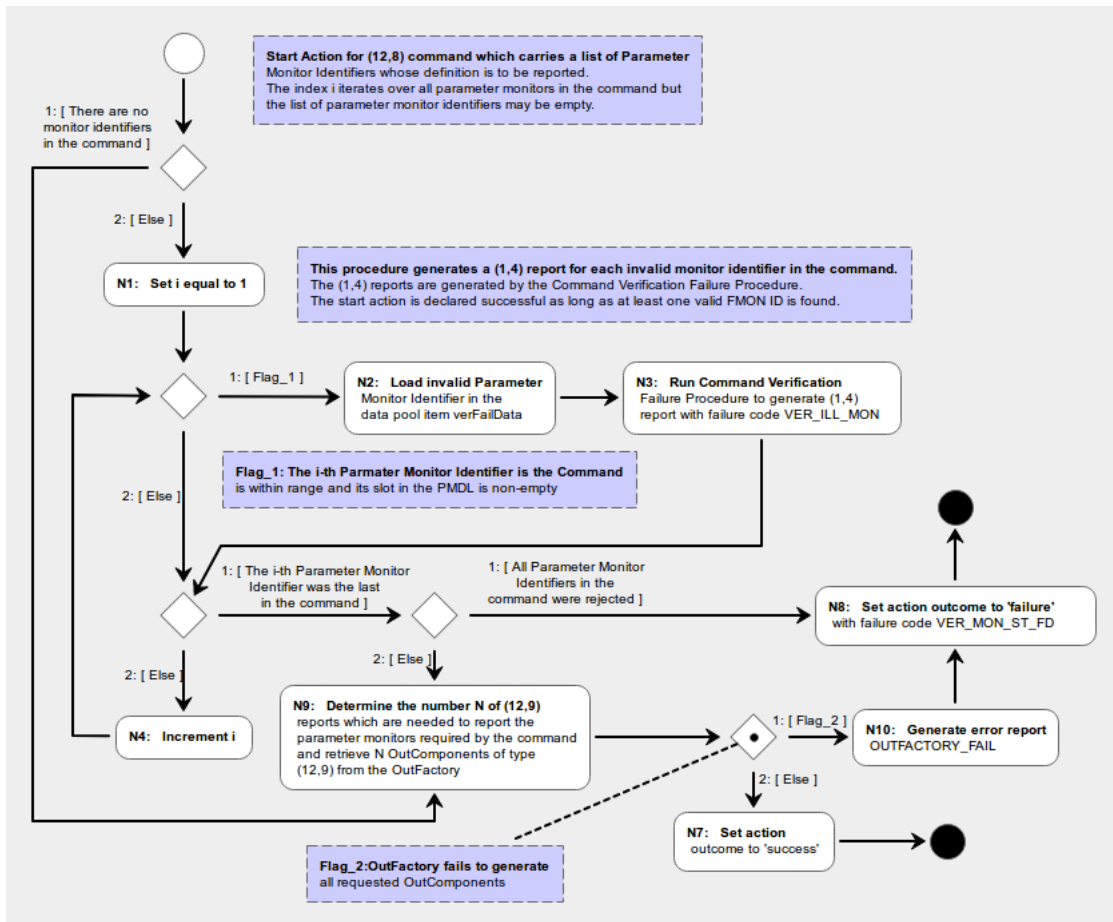 Start Action for (12,8) command which carries a list of Parameter
Monitor Identifiers whose definition is to be reported.
The index i iterates over all parameter monitors in the command but
the list of parameter monitor identifiers may be empty.
1: [ There are no
monitor identifiers
in the command ]
2: [ Else ]
N1: Set i equal to 1
This procedure generates a (1,4) report for each invalid monitor identifier in the command.
The (1,4) reports are generated by the Command Verification Failure Procedure.
The start action is declared successful as long as at least one valid FMON ID is found.
1: [ Flag_1 ]
N2: Load invalid Parameter
Monitor Identifier in the
data pool item verFailData
N3: Run Command Verification
Failure Procedure to generate (1,4)
report with failure code VER_ILL_MON
Flag_1: The i-th Parmater Monitor Identifier is the Command
is within range and its slot in the PMDL is non-empty
2: [ Else ]
1: [ The i-th Parameter Monitor
Identifier was the last
in the command ]
1: [ All Parameter Monitor
Identifiers in the
command were rejected ]
N8: Set action outcome to 'failure'
with failure code VER_MON_ST_FD
2: [ Else ]
2: [ Else ]
N4: Increment i
N9: Determine the number N of (12,9)
reports which are needed to report the
parameter monitors required by the command
and retrieve N OutComponents of type
(12,9) from the OutFactory
1: [ Flag_2 ]
N10: Generate error report
OUTFACTORY_FAIL
2: [ Else ]
N7: Set action
outcome to 'success'
Flag_2:OutFactory fails to generate
all requested OutComponents